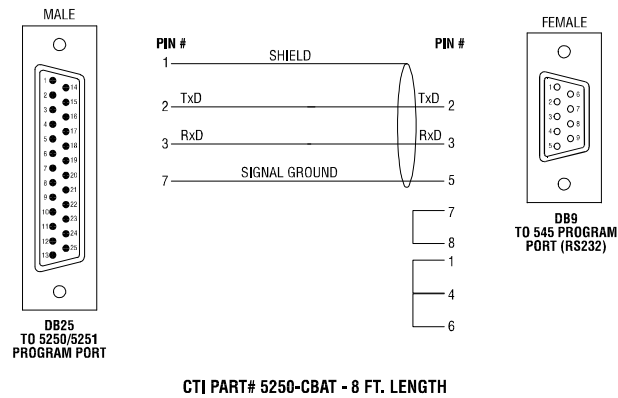 MALE
FEMALE
PIN #
PIN #
1 SHIELD
2 TxD TxD 2
3 RxD RxD 3
7 SIGNAL GROUND 5
7
8
1
4
6
1
2
3
4
5
6
7
8
9
10
11
12
13
14
15
16
17
18
19
20
21
22
23
24
25
1
2
3
4
5
6
7
8
9
DB25
TO 5250/5251
PROGRAM PORT
DB9
TO 545 PROGRAM
PORT (RS232)
CTI PART# 5250-CBAT - 8 FT. LENGTH